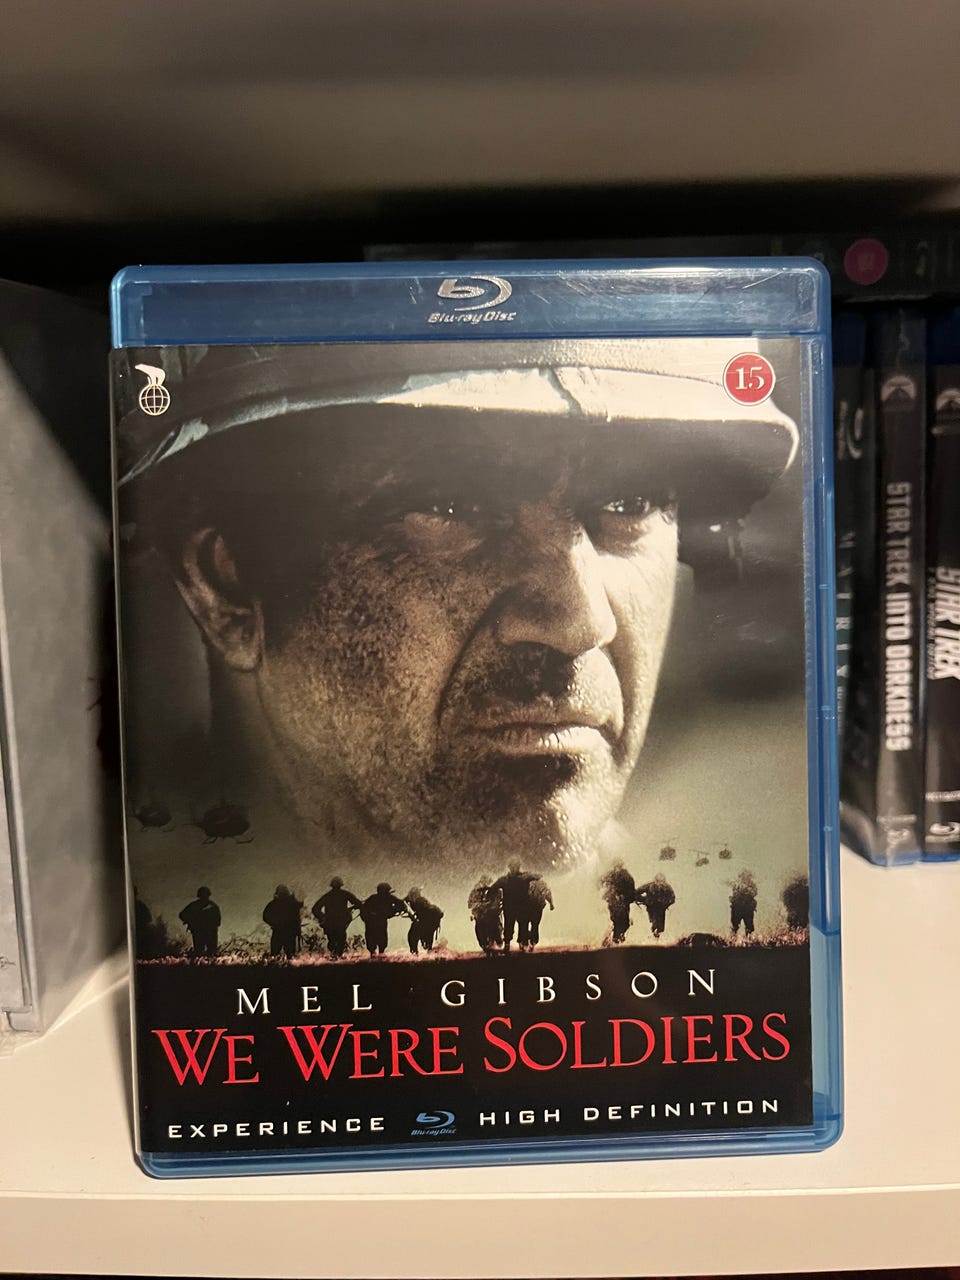 Blu-ray Disc
15
MEL GIBSON
WE WERE SOLDIERS
EXPERIENCE Blu-ray Disc HIGH DEFINITION
STAR TREK INTO DARKNESS
STAR TREK